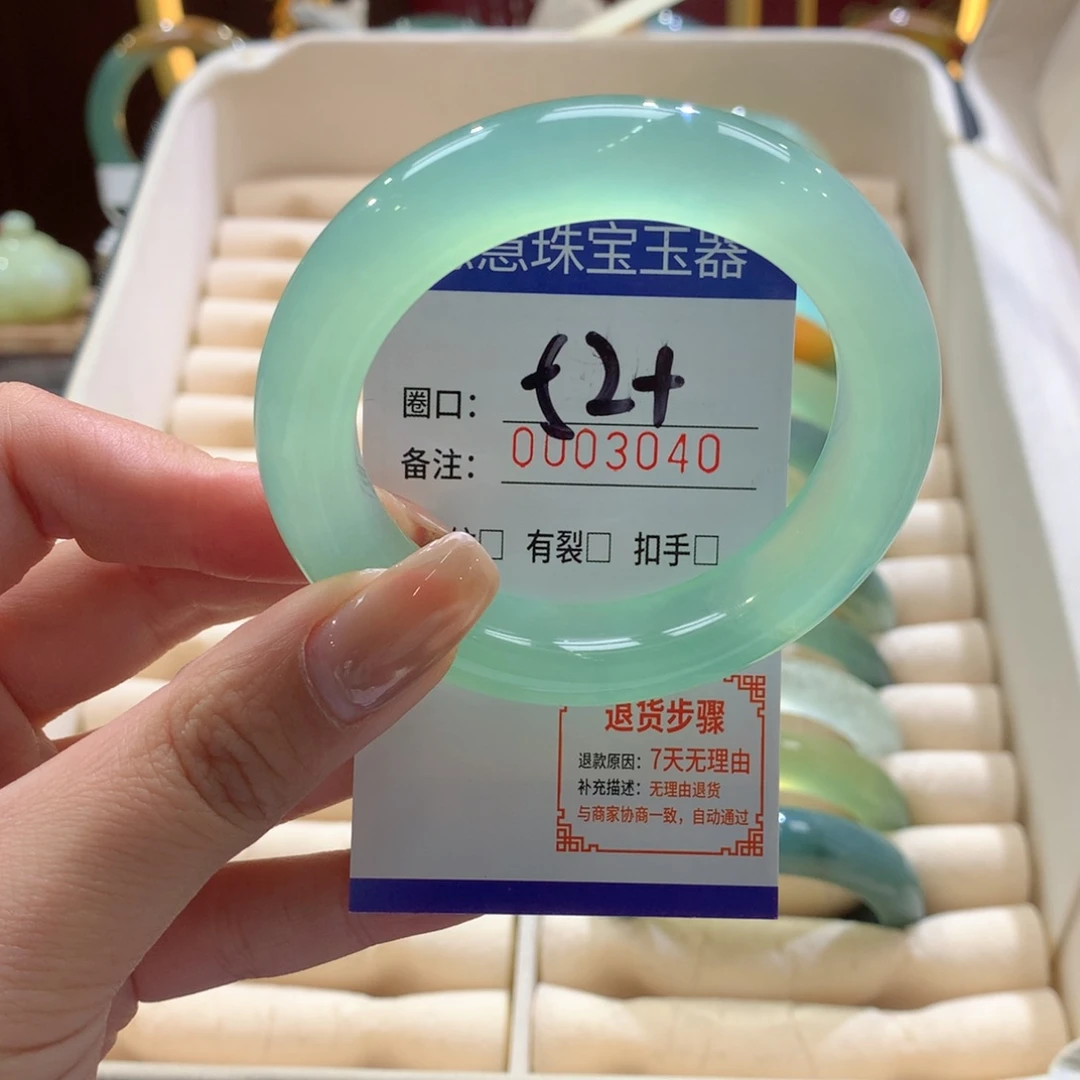 珠宝玉器
圈口：52+
备注：0003040
□ 有裂□ 扣手□
退货步骤
退款原因：7天无理由
补充描述：无理由退货
与商家协商一致，自动通过